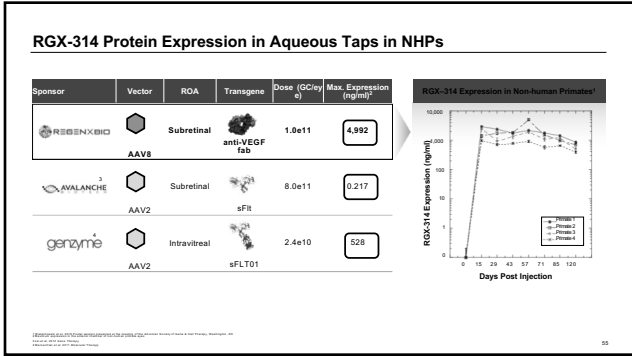 RGX-314 Protein Expression in Aqueous Taps in NHPs
Sponsor Vector ROA Transgene Dose (GC/ey e) Max. Expression (ng/ml)2
REGENXBIO AAV8 Subretinal anti-VEGF fab 1.0e11 4,992
3
AVALANCHE AAV2 Subretinal sFlt 8.0e11 0.217
4
genzyme AAV2 Intravitreal sFLT01 2.4e10 528
RGX-314 Expression in Non-human Primates1
RGX-314 Expression (ng/ml)
10,000
1,000
100
10
1
0
Primate 1
Primate 2
Primate 3
Primate 4
0 15 29 43 57 71 85 120
Days Post Injection
55